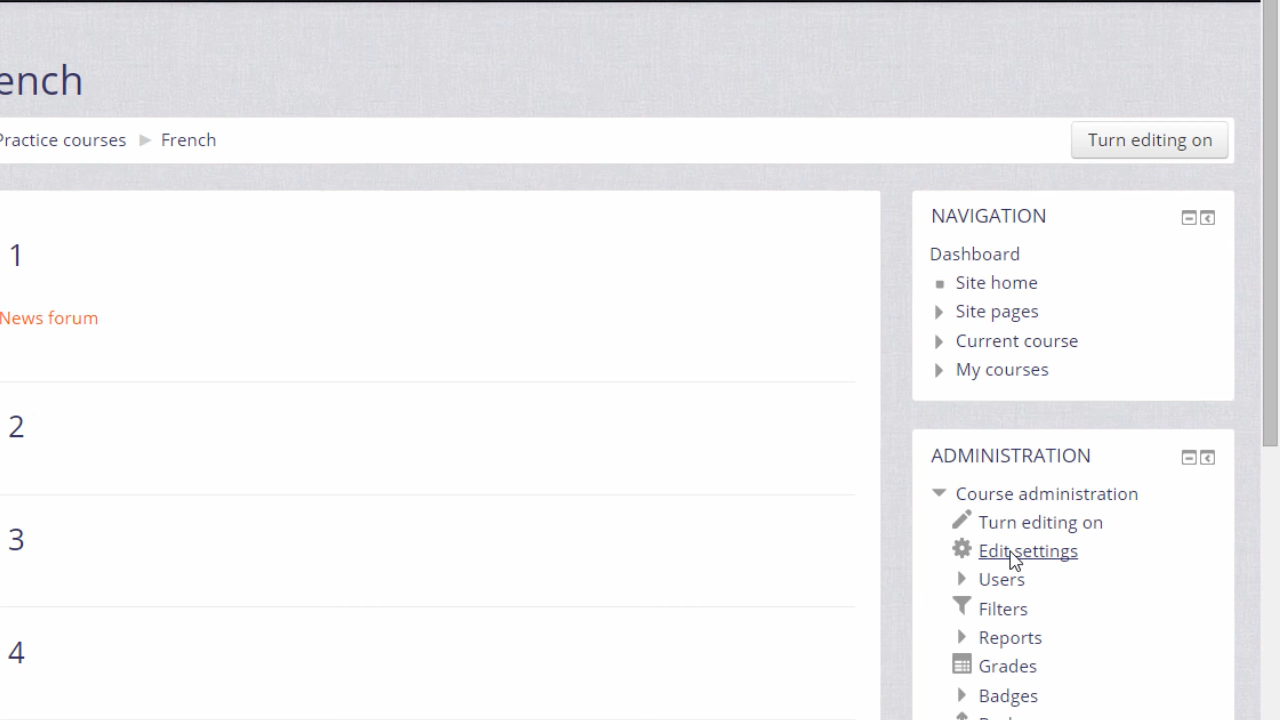 ench
Practice courses French
Turn editing on
1
News forum
2
3
4
NAVIGATION
Dashboard
Site home
Site pages
Current course
My courses
ADMINISTRATION
Course administration
Turn editing on
Edit settings
Users
Filters
Reports
Grades
Badges